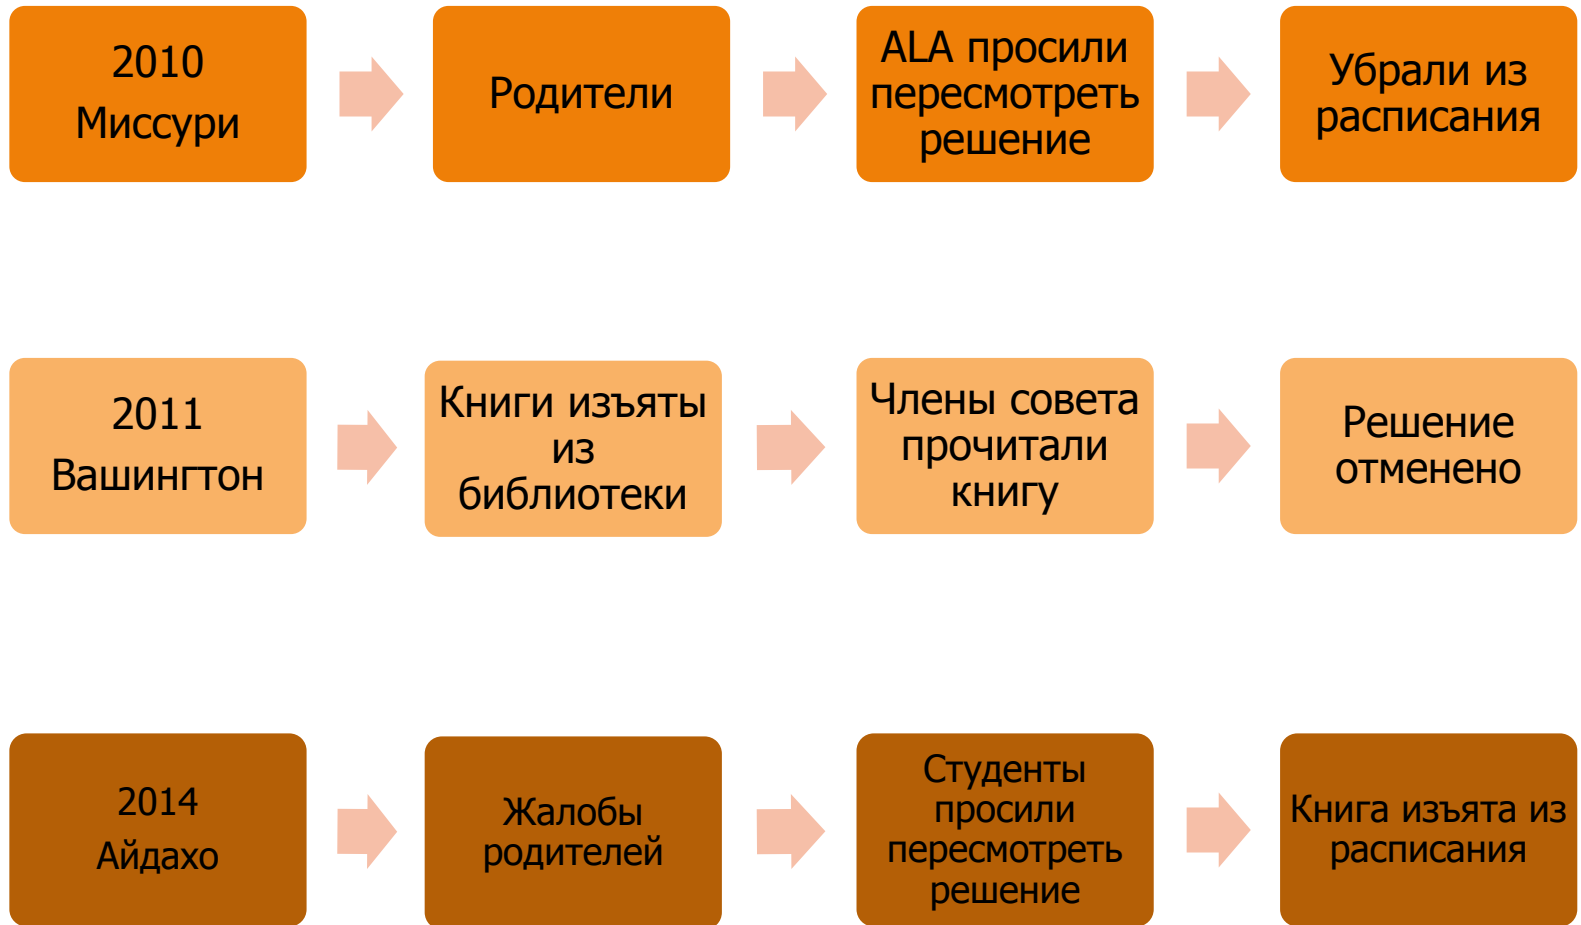 2010
Миссури
Родители
ALA просили
пересмотреть
решение
Убрали из
расписания
2011
Вашингтон
Книги изъяты
из
библиотеки
Члены совета
прочитали
книгу
Решение
отменено
2014
Айдахо
Жалобы
родителей
Студенты
просили
пересмотреть
решение
Книга изъята из
расписания